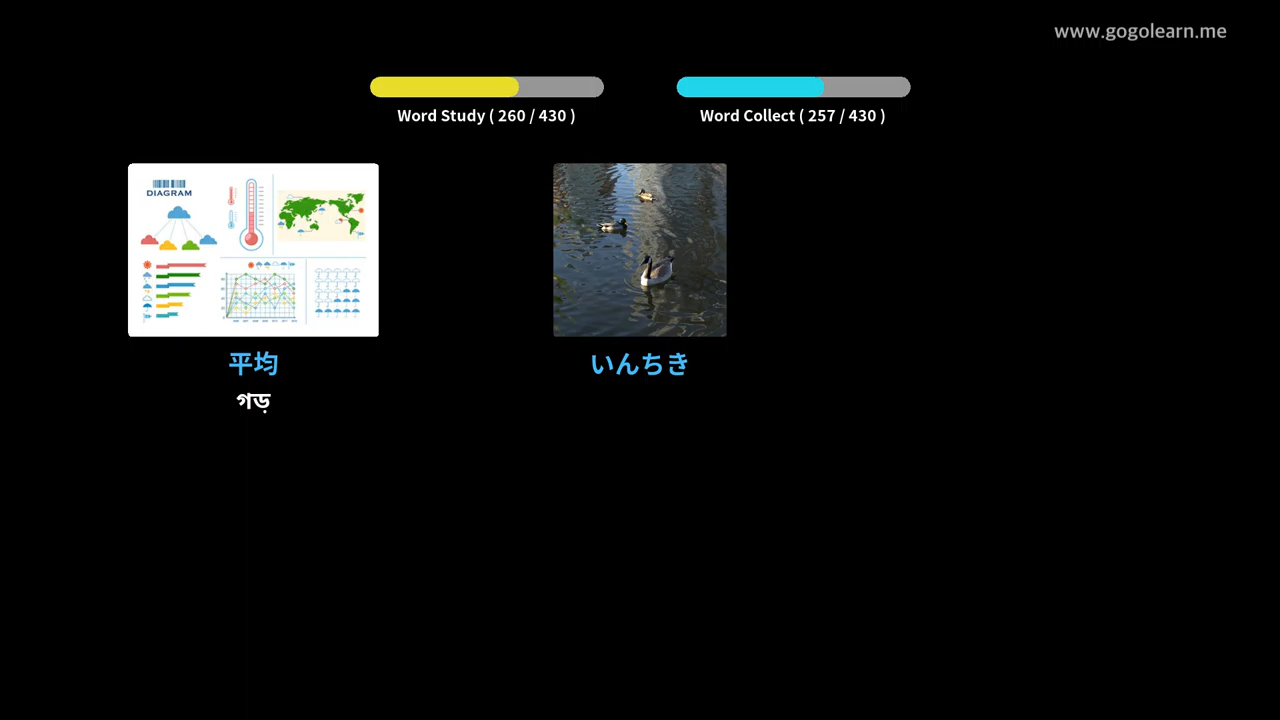 www.gogolearn.me
Word Study ( 260 / 430 )
Word Collect ( 257 / 430 )
DIAGRAM
平均
গড়
いんちき